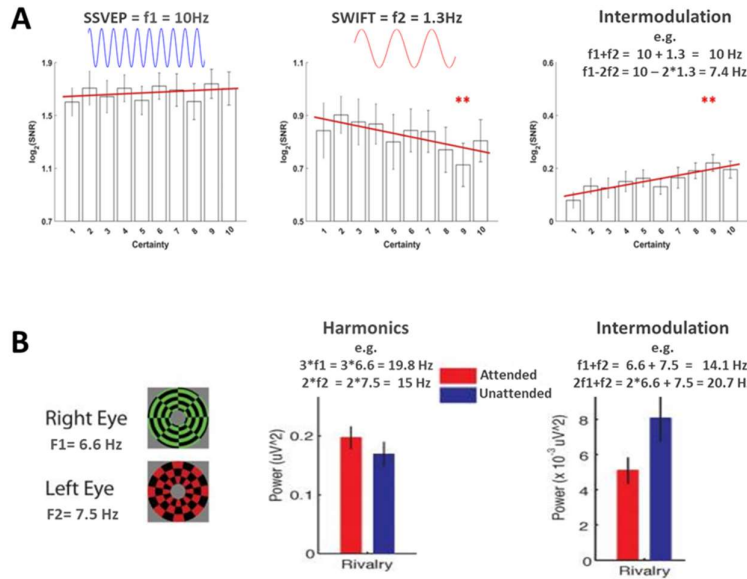 A
SSVEP = f1 = 10Hz
SWIFT = f2 = 1.3Hz
Intermodulation
e.g.
f1+f2 = 10 + 1.3 = 10 Hz
f1-2f2 = 10 – 2*1.3 = 7.4 Hz
log2(SNR)
1.9
1.6
1.3
1
0.7
1 2 3 4 5 6 7 8 9 10
Certainty
log2(SNR)
1.1
0.9
0.7
0.5
**
1 2 3 4 5 6 7 8 9 10
Certainty
log2(SNR)
0.6
0.4
0.2
0
**
1 2 3 4 5 6 7 8 9 10
Certainty
B
Right Eye
F1= 6.6 Hz
Left Eye
F2= 7.5 Hz
Harmonics
e.g.
3*f1 = 3*6.6 = 19.8 Hz
2*f2 = 2*7.5 = 15 Hz
Attended
Unattended
Power (uV^2)
0.2
0.1
0
Rivalry
Intermodulation
e.g.
f1+f2 = 6.6 + 7.5 = 14.1 Hz
2f1+f2 = 2*6.6 + 7.5 = 20.7 H
Power (x 10⁻³ uV^2)
8
6
4
2
0
Rivalry